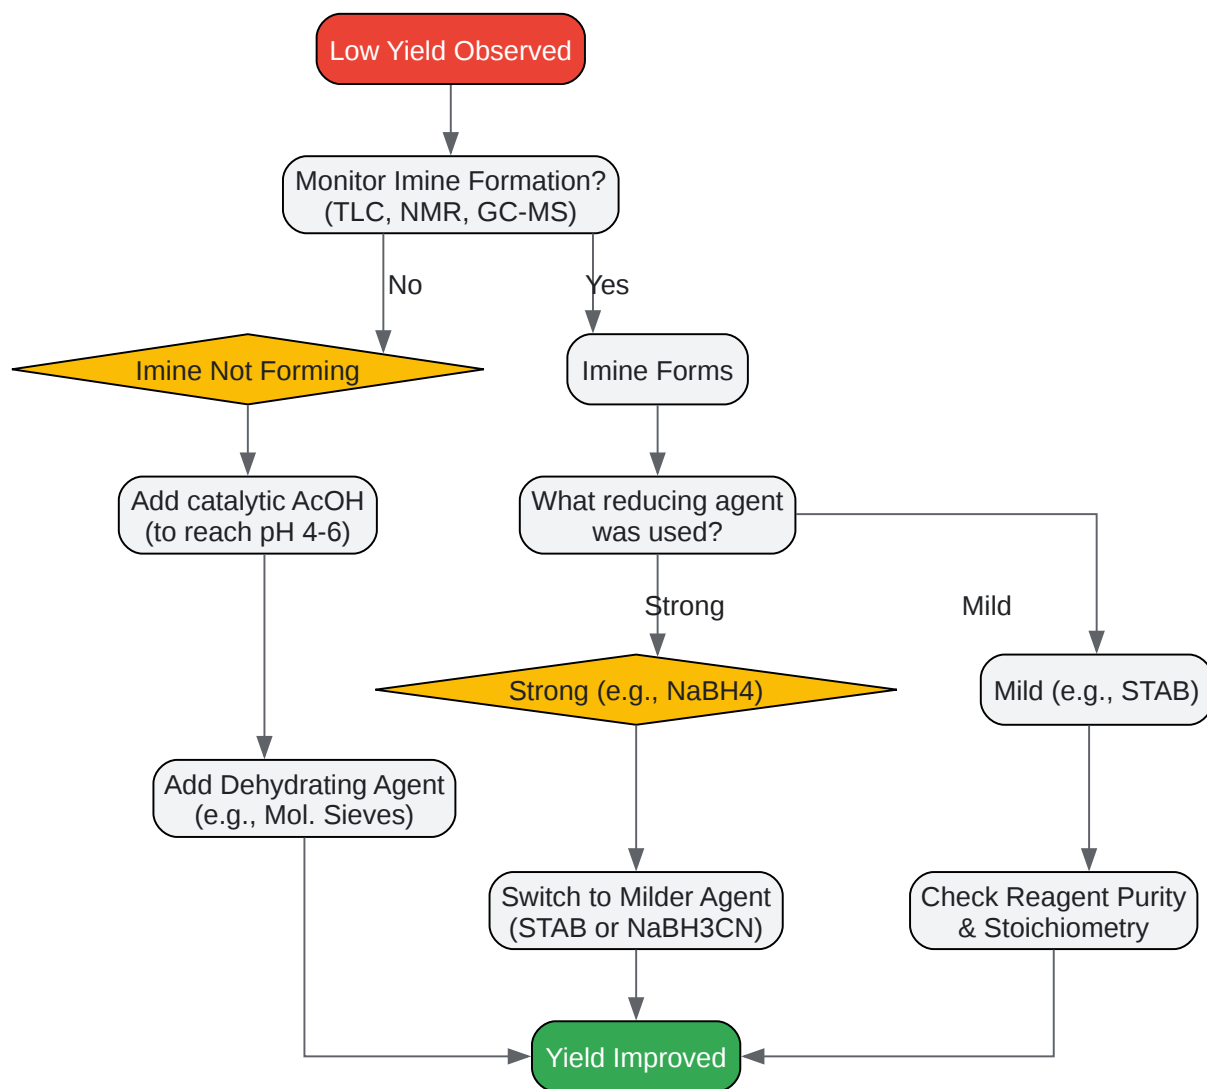 Low Yield Observed
Monitor Imine Formation?
(TLC, NMR, GC-MS)
No
Yes
Imine Not Forming
Imine Forms
Add catalytic AcOH
(to reach pH 4-6)
What reducing agent
was used?
Strong
Mild
Strong (e.g., NaBH4)
Mild (e.g., STAB)
Add Dehydrating Agent
(e.g., Mol. Sieves)
Switch to Milder Agent
(STAB or NaBH3CN)
Check Reagent Purity
& Stoichiometry
Yield Improved